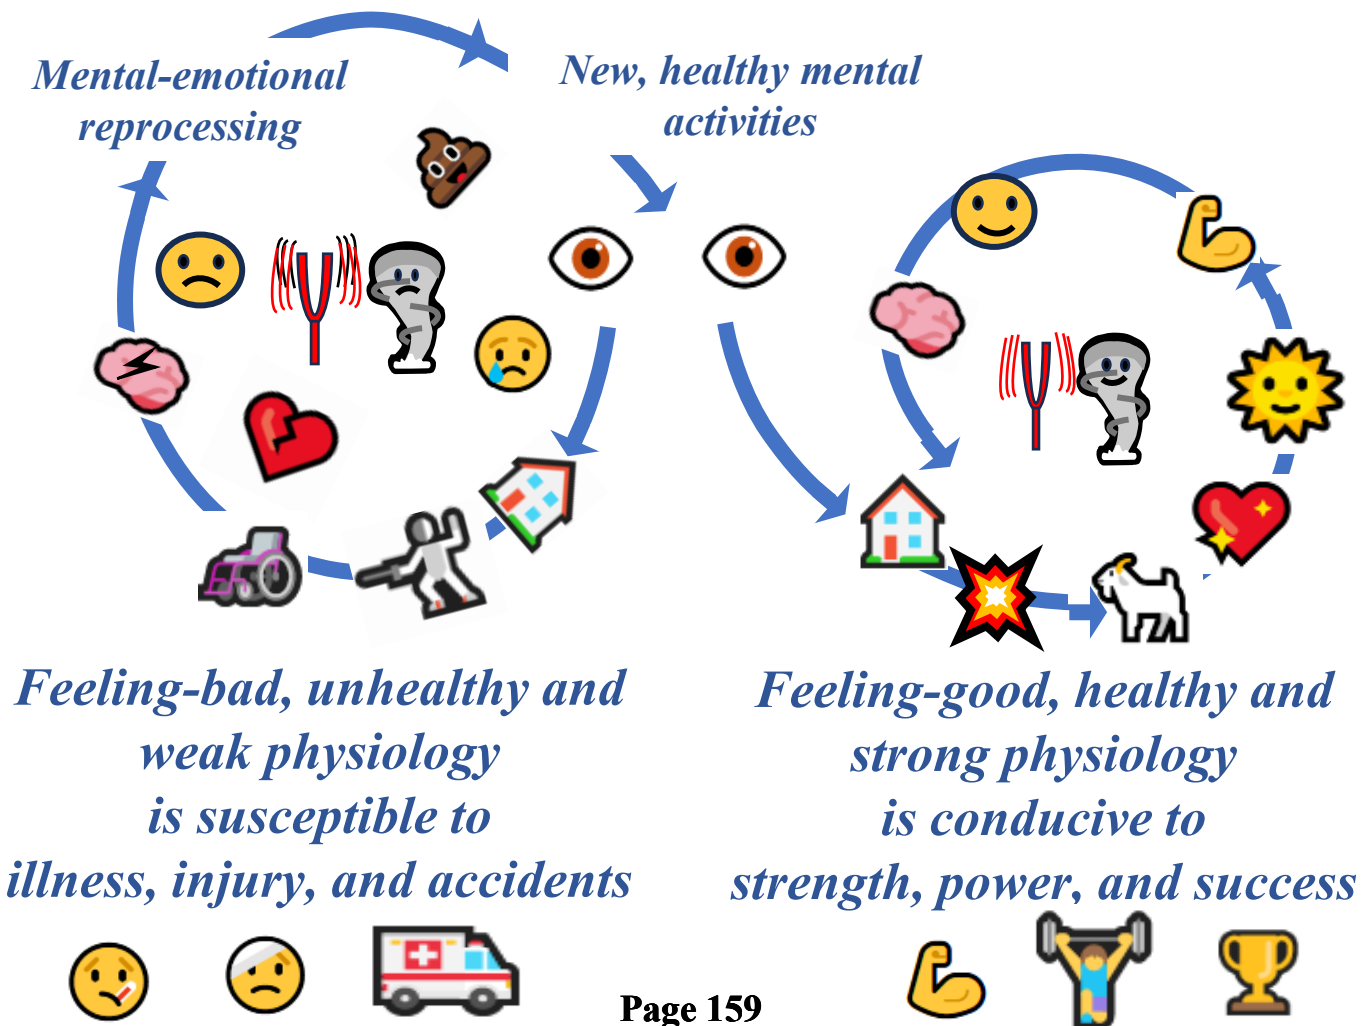 Mental-emotional
reprocessing
New, healthy mental
activities
Feeling-bad, unhealthy and
weak physiology
is susceptible to
illness, injury, and accidents
Feeling-good, healthy and
strong physiology
is conducive to
strength, power, and success
Page 159